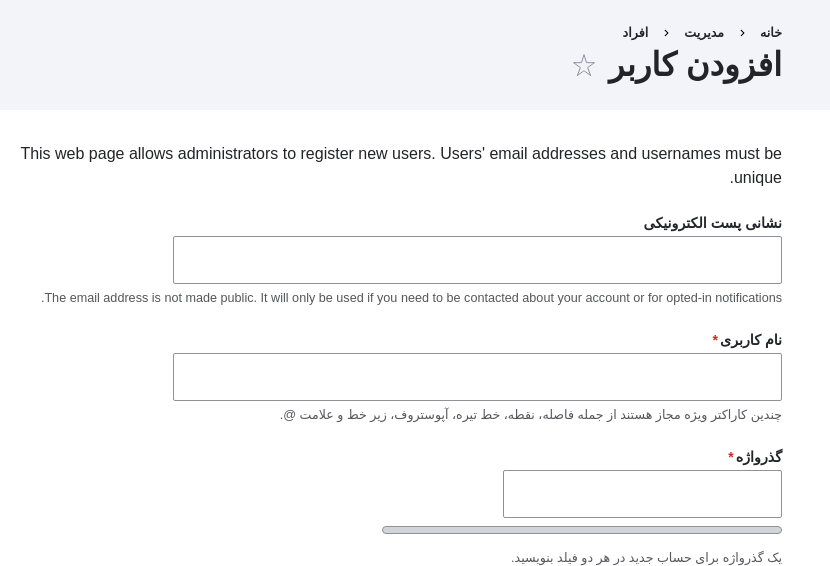 خانه › مدیریت › افراد
افزودن کاربر ☆
This web page allows administrators to register new users. Users' email addresses and usernames must be
unique.
نشانی پست الکترونیکی
The email address is not made public. It will only be used if you need to be contacted about your account or for opted-in notifications.
نام کاربری*
چندین کاراکتر ویژه مجاز هستند از جمله فاصله، نقطه، خط تیره، آپوستروف، زیر خط و علامت @.
گذرواژه*
یک گذرواژه برای حساب جدید در هر دو فیلد بنویسید.